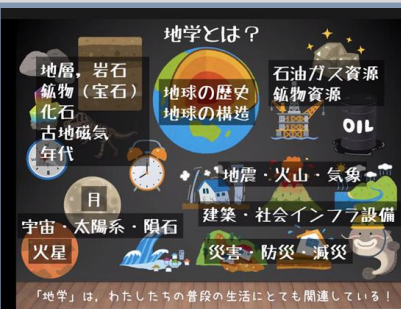 地学とは？
地層，岩石
鉱物（宝石）
化石
古地磁気
年代
地球の歴史
地球の構造
石油ガス資源
鉱物資源
OIL
地震・火山・気象
建築・社会インフラ設備
月
宇宙・太陽系・隕石
火星
災害・防災・減災
「地学」は，わたしたちの普段の生活にとても関連している！